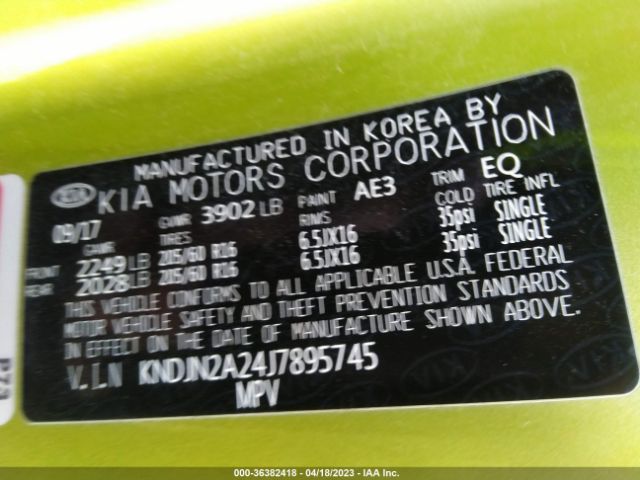 MANUFACTURED IN KOREA BY
KIA KIA MOTORS CORPORATION
09/17 GVWR 3902 LB PAINT AE3 TRIM EQ
GAWR TIRES RIMS COLD TIRE INFL
FRONT 2249 LB 205/60 R16 6.5JX16 35psi SINGLE
REAR 2028 LB 205/60 R16 6.5JX16 35psi SINGLE
THIS VEHICLE CONFORMS TO ALL APPLICABLE U.S.A. FEDERAL
MOTOR VEHICLE SAFETY AND THEFT PREVENTION STANDARDS
IN EFFECT ON THE DATE OF MANUFACTURE SHOWN ABOVE.
V.I.N KNDJN2A24J7895745
MPV
P73
000-36382418 - 04/18/2023 - IAA Inc.